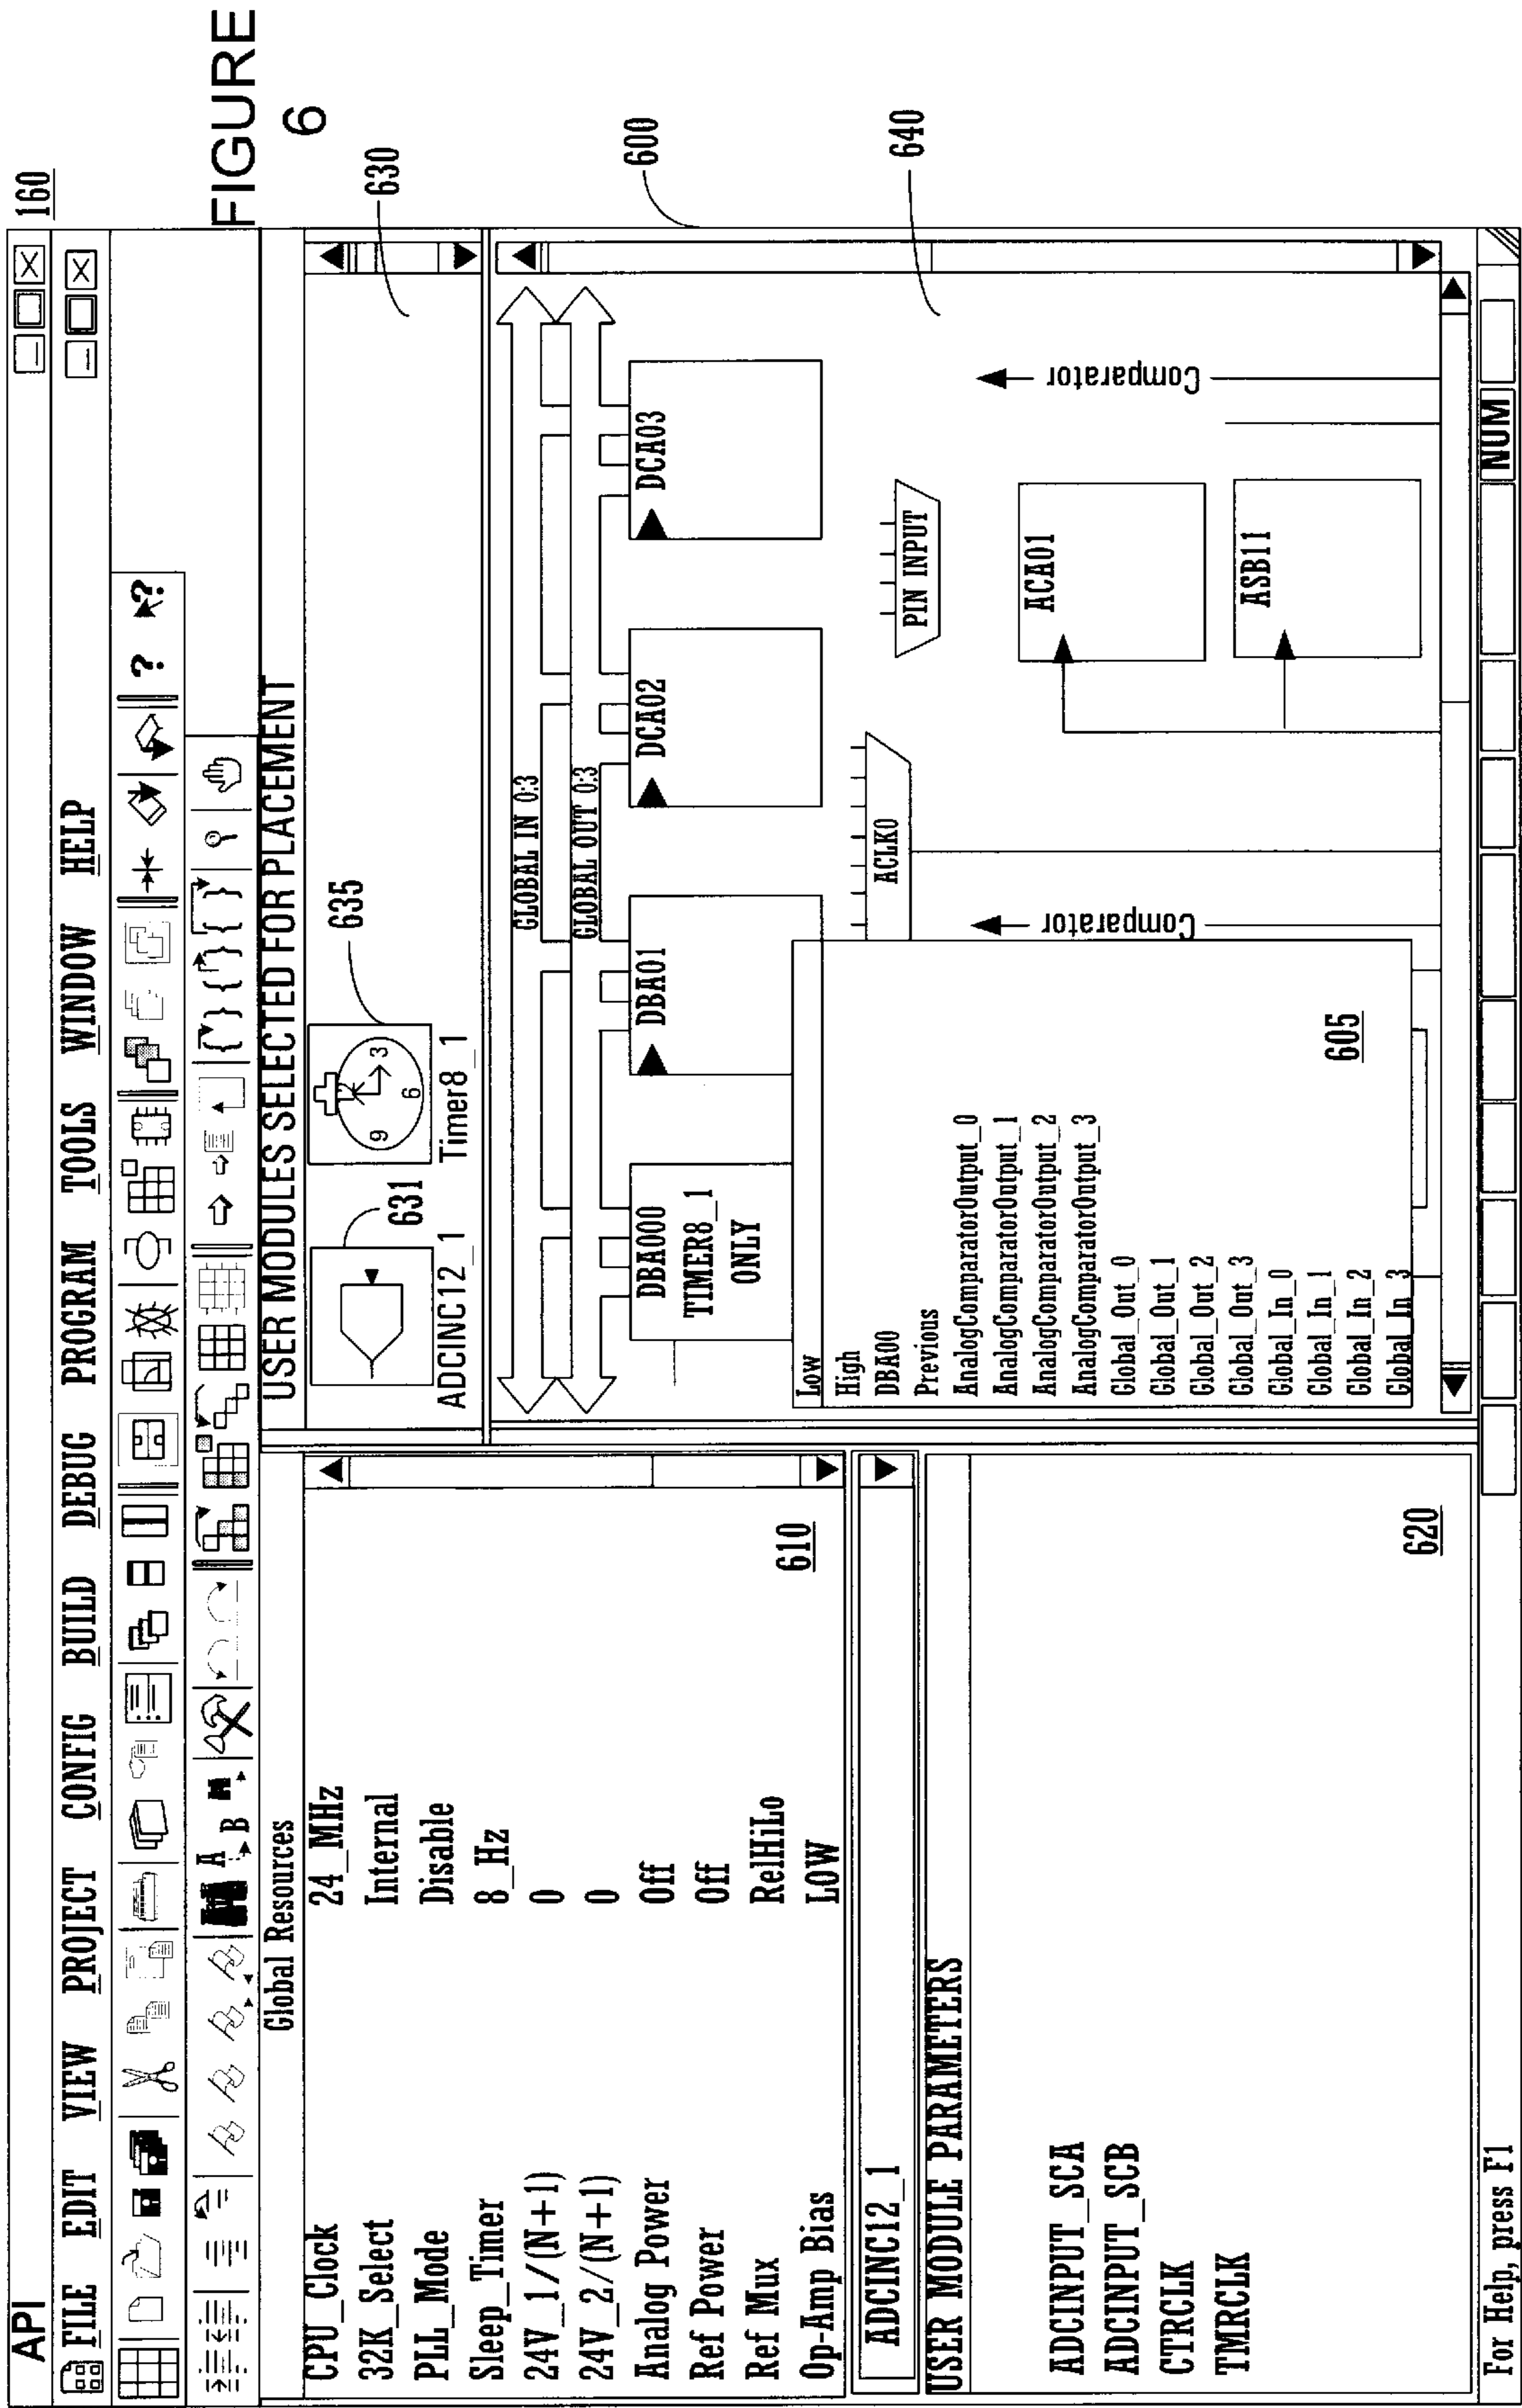 API
160
FILE EDIT VIEW PROJECT CONFIG BUILD DEBUG PROGRAM TOOLS WINDOW HELP
? ?
A B
{ } { } { }
FIGURE
6
Global Resources
CPU_Clock 24_MHz
32K_Select Internal
PLL_Mode Disable
Sleep_Timer 8_Hz
24V_1/(N+1) 0
24V_2/(N+1) 0
Analog Power Off
Ref Power Off
Ref Mux RelHiLo
Op-Amp Bias LOW
610
ADCINC12_1
USER MODULE PARAMETERS
ADCINPUT_SCA
ADCINPUT_SCB
CTRCLK
TMRCLK
620
USER MODULES SELECTED FOR PLACEMENT
631
ADCINC12_1
9 3 6
635
Timer8_1
630
GLOBAL IN 0:3
GLOBAL OUT 0:3
600
DBA000
TIMER8_1
ONLY
DBA01
DCA02
DCA03
ACLK0
PIN INPUT
640
Comparator
Comparator
ACA01
ASB11
Low
High
DBA00
Previous
AnalogComparatorOutput_0
AnalogComparatorOutput_1
AnalogComparatorOutput_2
AnalogComparatorOutput_3
Global_Out_0
Global_Out_1
Global_Out_2
Global_Out_3
Global_In_0
Global_In_1
Global_In_2
Global_In_3
605
For Help, press F1
NUM